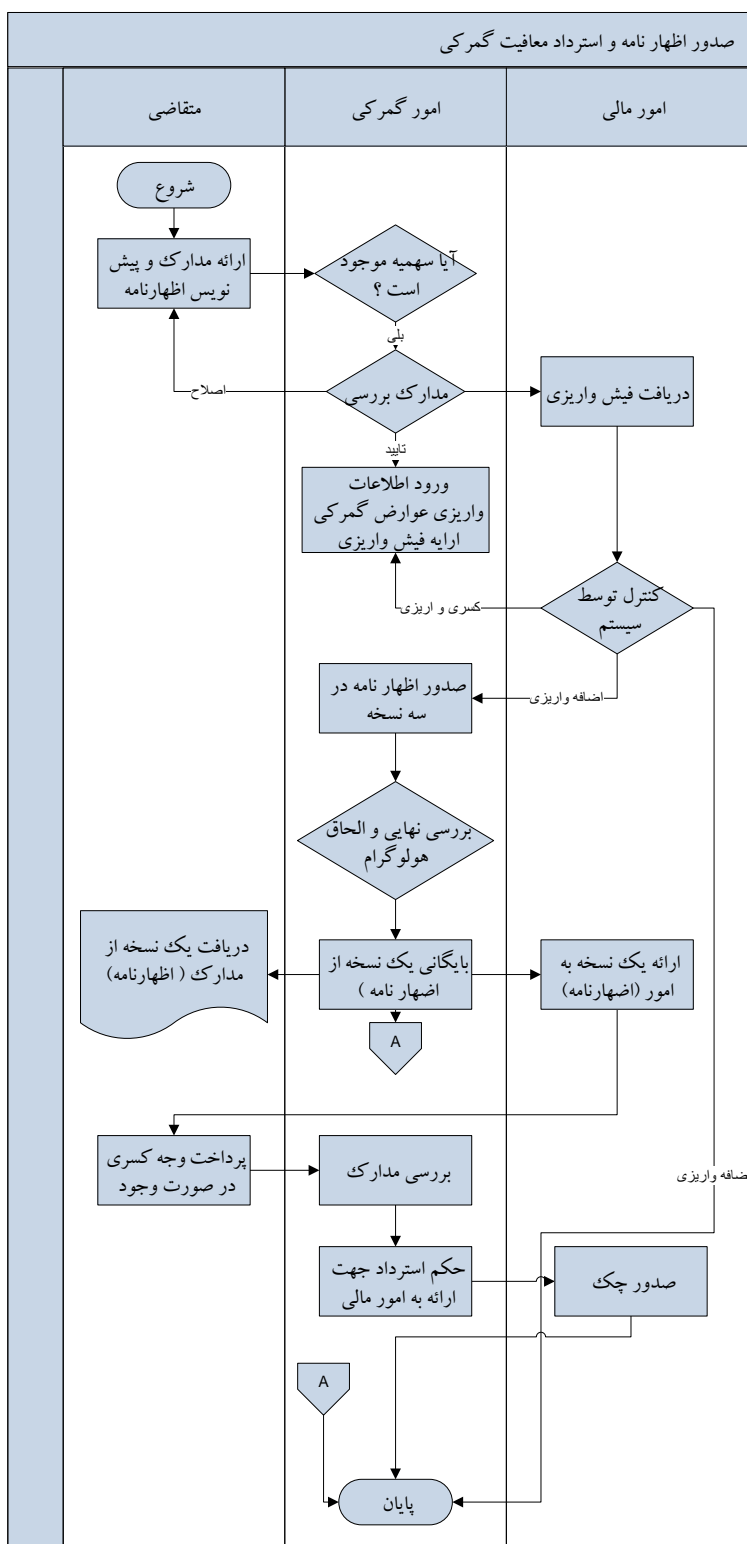 صدور اظهار نامه و استرداد معافیت گمرکی
امور مالی
امور گمرکی
متقاضی
شروع
ارائه مدارک و پیش
نویس اظهارنامه
آیا سهمیه موجود
است ؟
بلی
مدارک بررسی
اصلاح
دریافت فیش واریزی
تایید
ورود اطلاعات
واریزی عوارض گمرکی
ارایه فیش واریزی
کنترل توسط
سیستم
کسری و اریزی
صدور اظهار نامه در
سه نسخه
اضافه واریزی
بررسی نهایی و الحاق
هولوگرام
ارائه یک نسخه به
امور (اضهارنامه)
بایگانی یک نسخه از
اضهار نامه )
دریافت یک نسخه از
مدارک ( اظهارنامه)
A
پرداخت وجه کسری
در صورت وجود
بررسی مدارک
ضافه واریزی
حکم استرداد جهت
ارائه به امور مالی
صدور چک
A
پایان